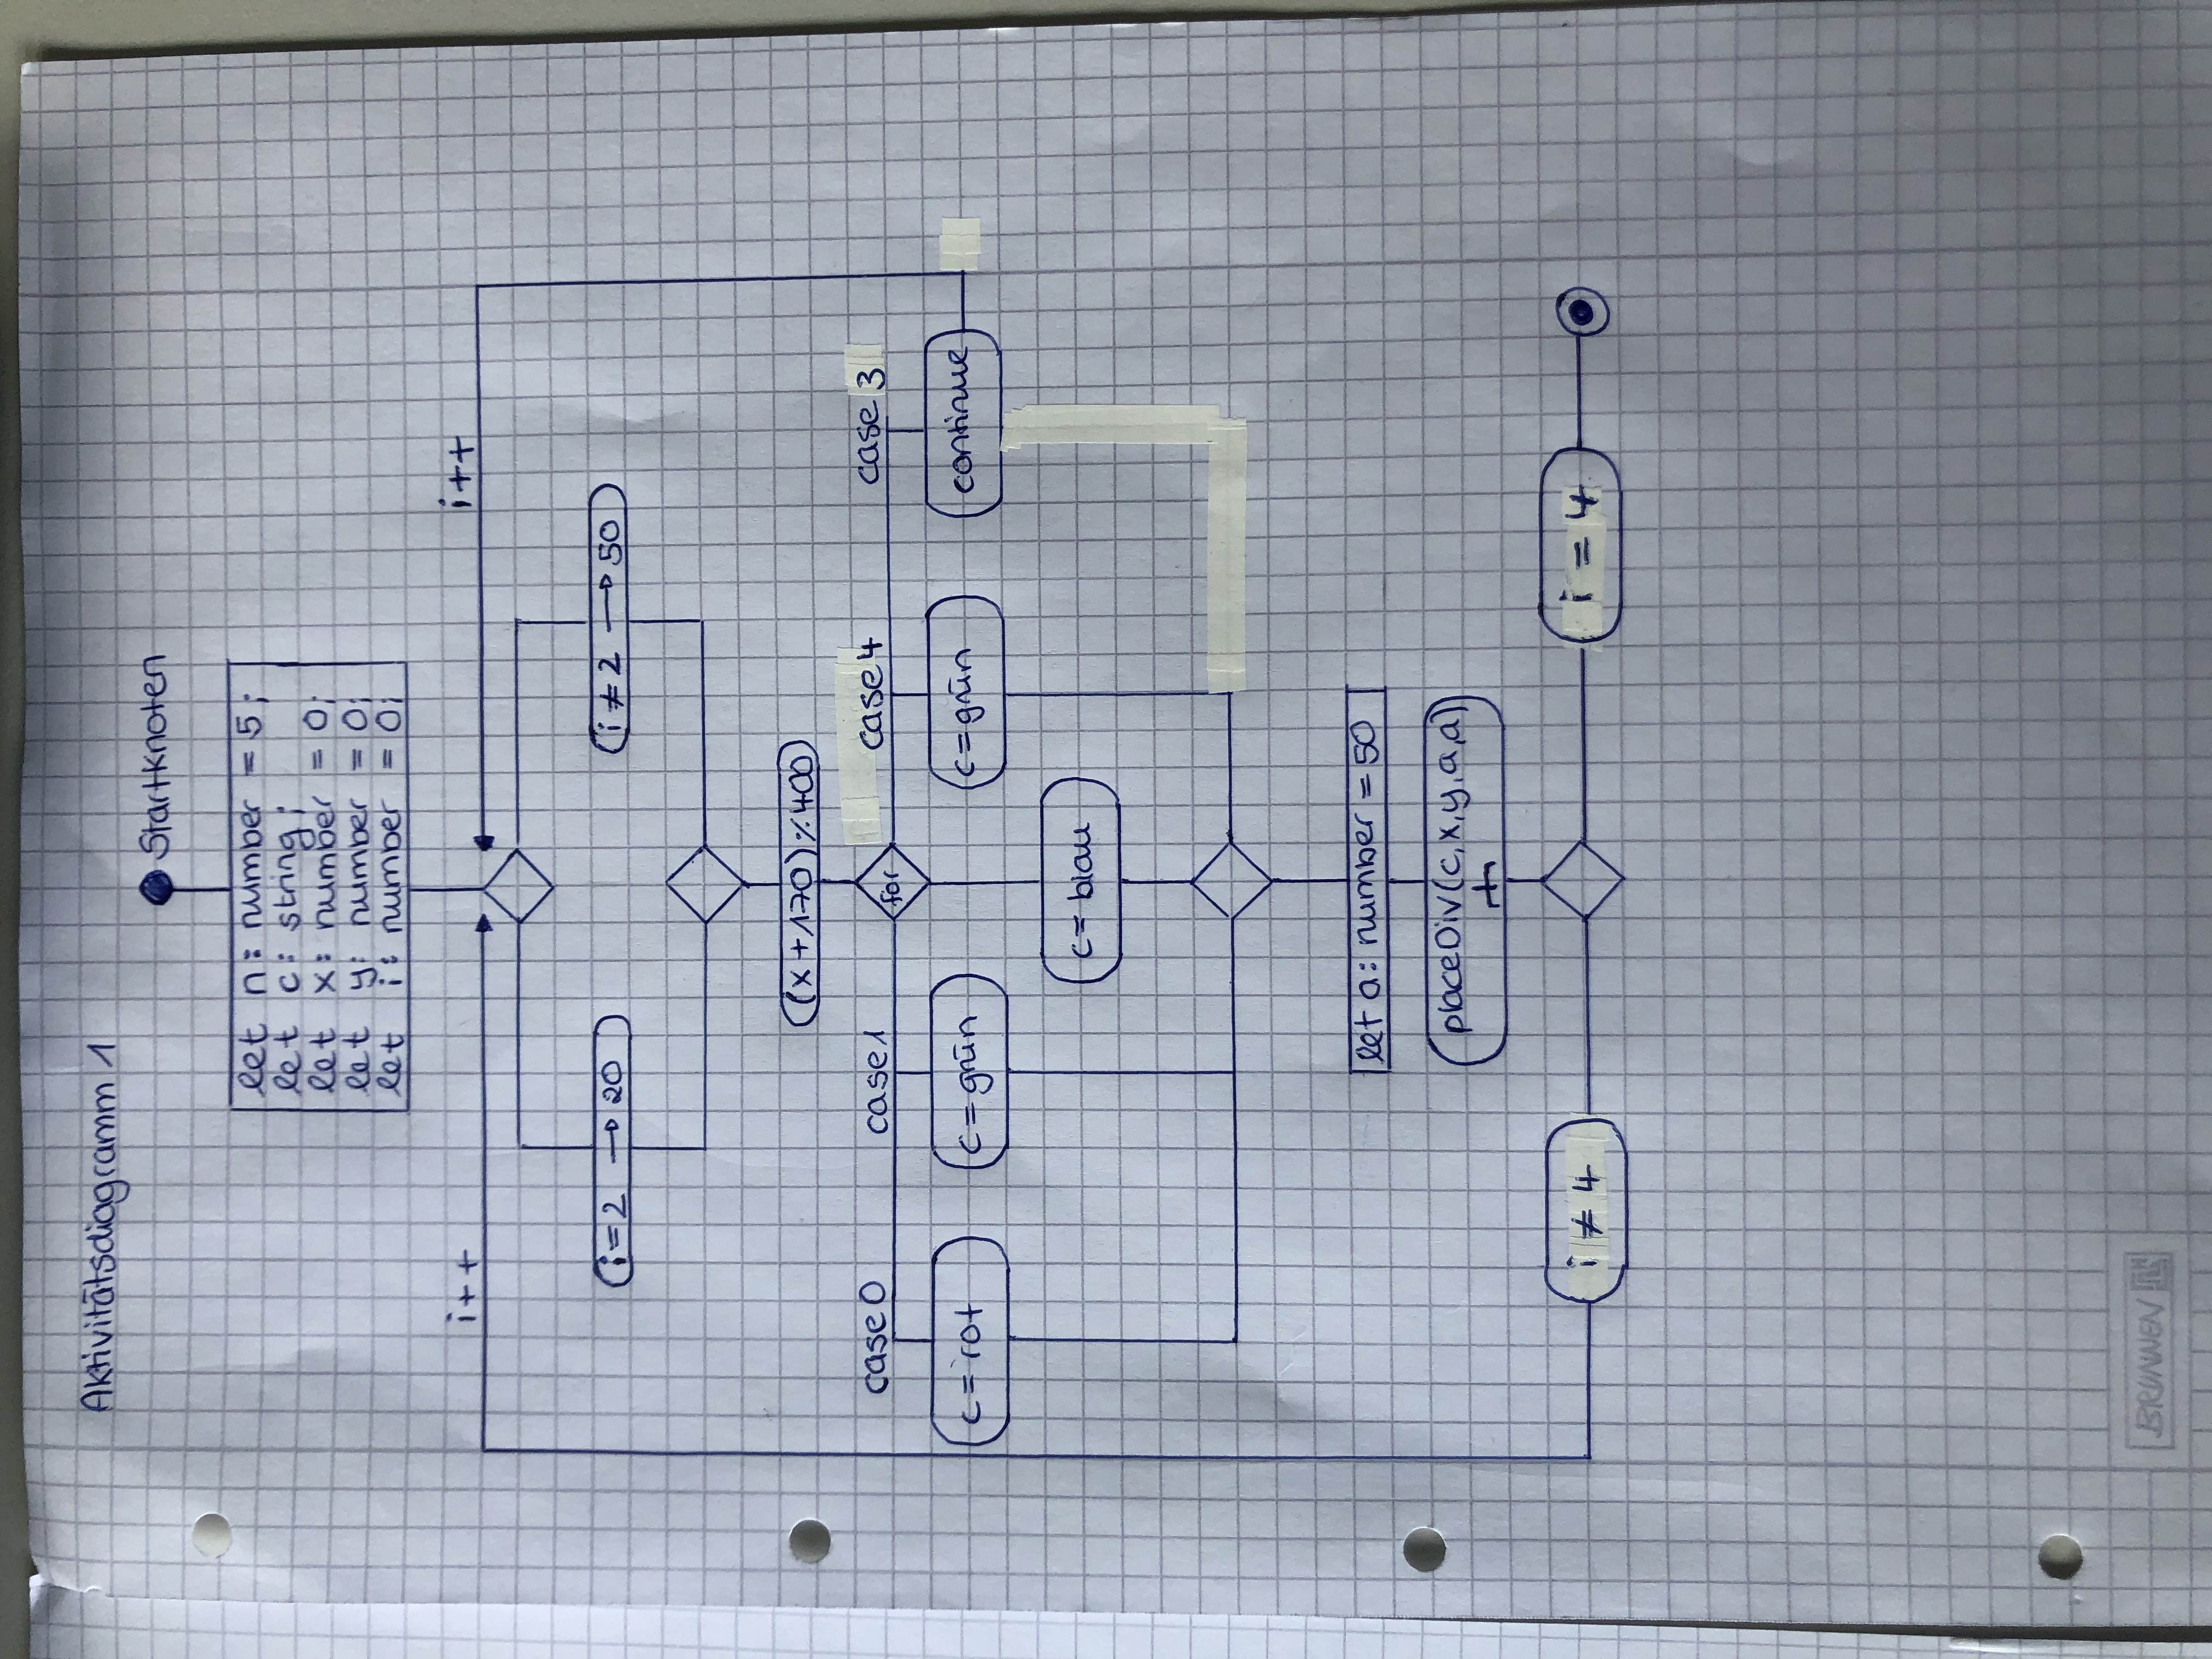 Aktivitätsdiagramm 1
Startknoten
let n: number = 5;
let c: string;
let x: number = 0;
let y: number = 0;
let i: number = 0;
i++ i++
i=2 → 20 i≠2 → 50
(x+170)%400
case 0 case 1 for case 4 case 3
c=rot c=grün c=grün continue
c=blau
let a: number = 50
placeDiv(c,x,y,a,a)
i ≠ 4 i = 4
BRUNNEN